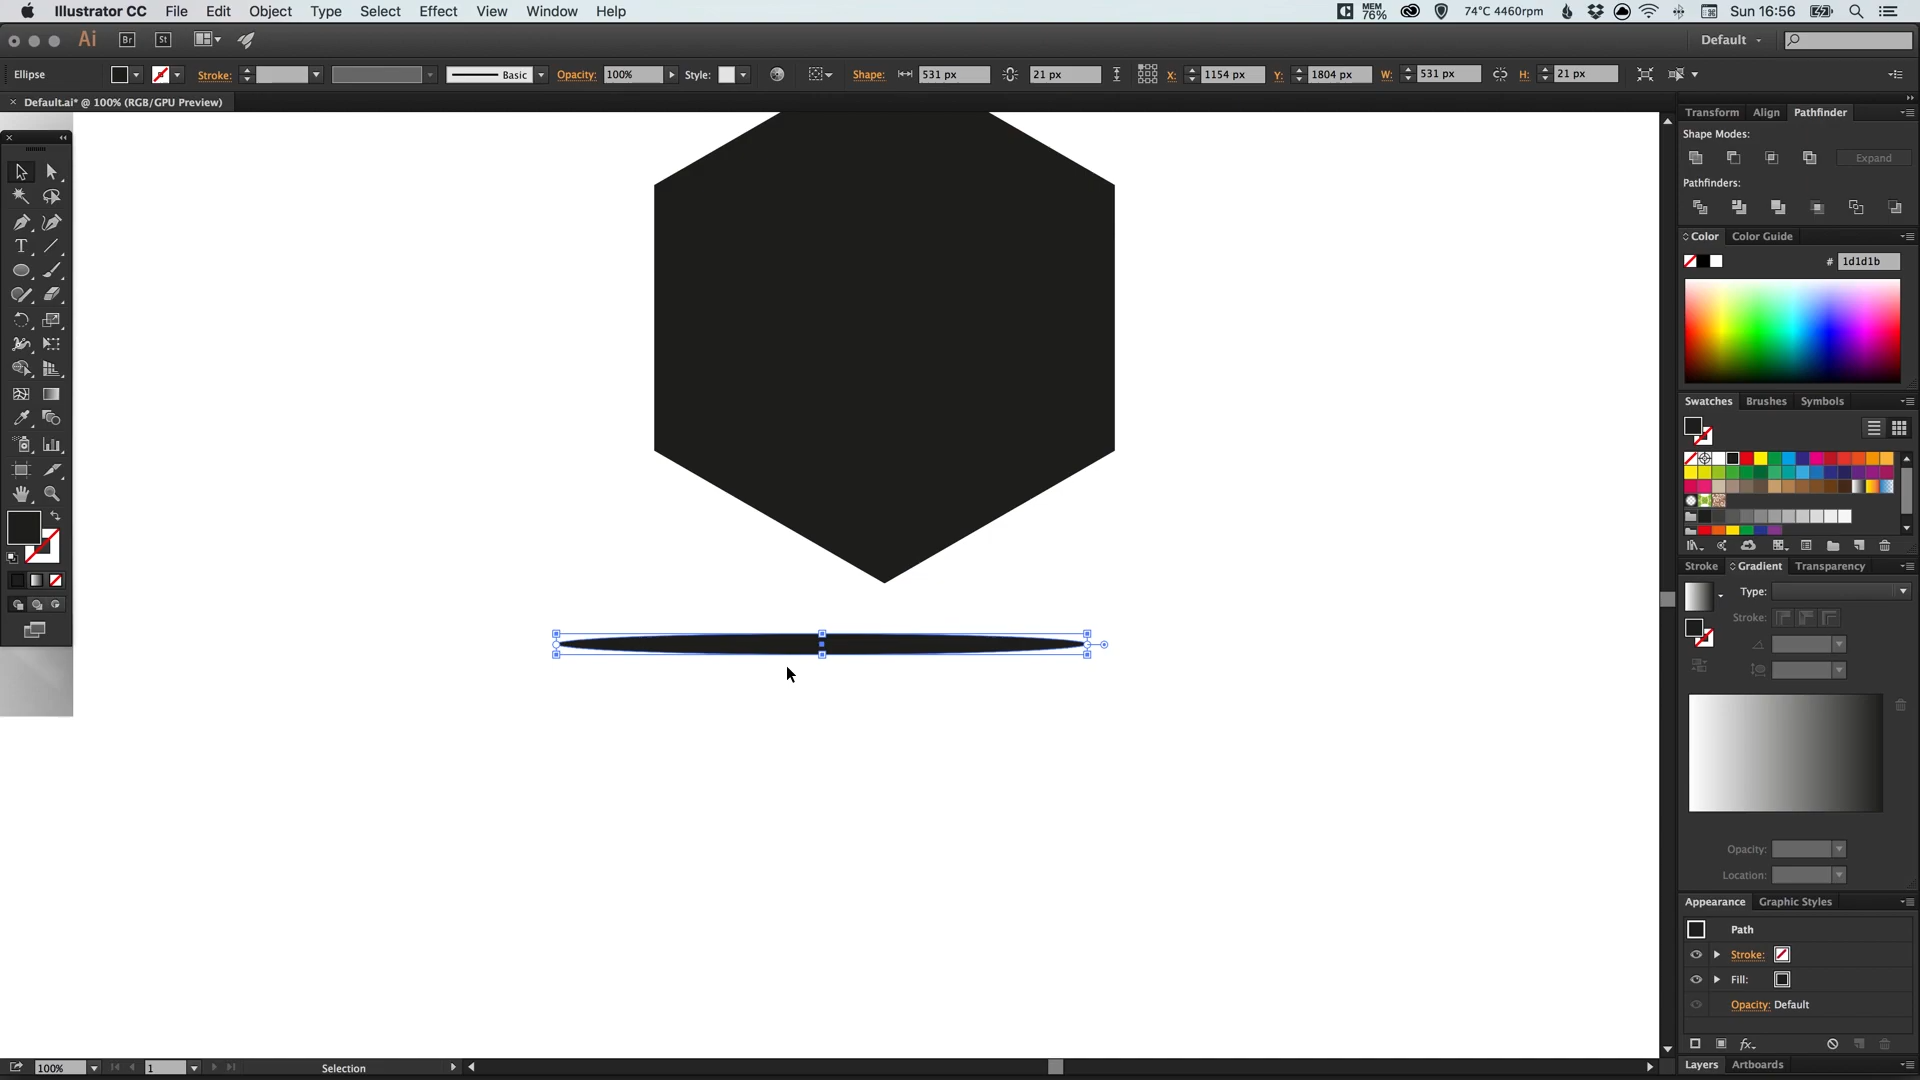 Illustrator CC File Edit Object Type Select Effect View Window Help MEM 76% 74°C 4460rpm Sun 16:56
Ai Br St Default
Ellipse Stroke: Basic Opacity: 100% Style: Shape: 531 px 21 px X: 1154 px Y: 1804 px W: 531 px H: 21 px
Default.ai* @ 100% (RGB/GPU Preview)
Transform Align Pathfinder
Shape Modes:
Expand
Pathfinders:
Color Color Guide
# 1d1d1b
Swatches Brushes Symbols
Stroke Gradient Transparency
Type:
Stroke:
Opacity:
Location:
Appearance Graphic Styles
Path
Stroke:
Fill:
Opacity: Default
fx
Layers Artboards
100% 1 Selection